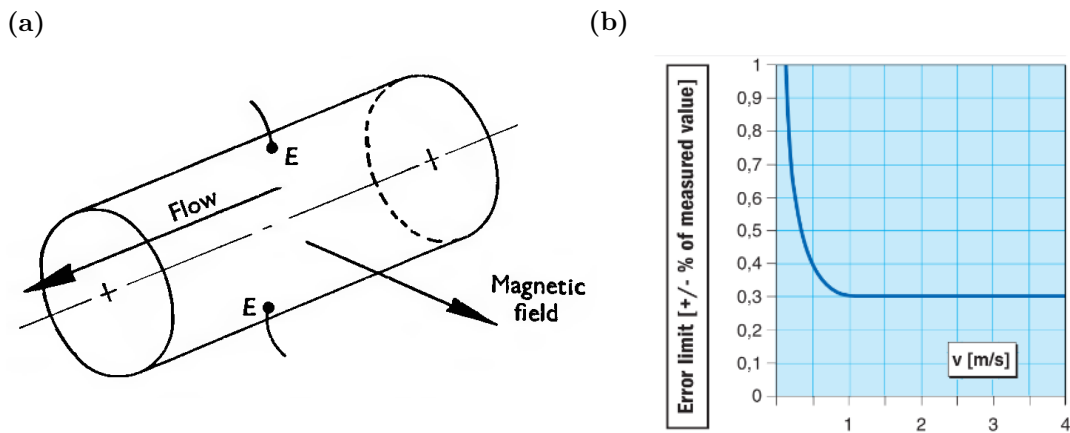 (a)
E
Flow
Magnetic
field
E
(b)
Error limit [+/- % of measured value]
1
0,9
0,8
0,7
0,6
0,5
0,4
0,3
0,2
0,1
0
v [m/s]
1
2
3
4